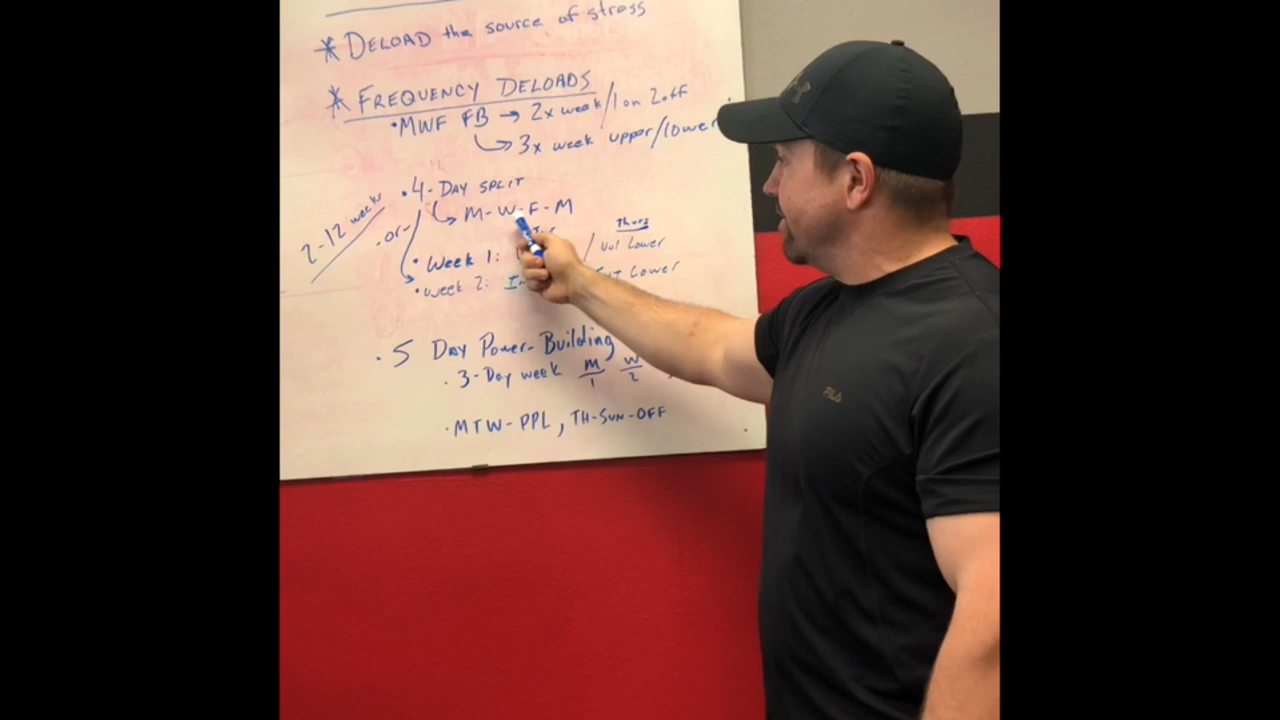 * DELOAD the source of stress
* FREQUENCY DELOADS
• MWF FB → 2x week/1 on 2 off
→ 3x week upper/lower
2-12 weeks
• 4-DAY SPLIT
→ M-W-F-M
-or-
Thurs
• Week 1: / Vol Lower
• Week 2: Lower
• 5 DAY Power-Building
• 3-Day week M W
1 2
• MTW-PPL, TH-SUN-OFF
FILA